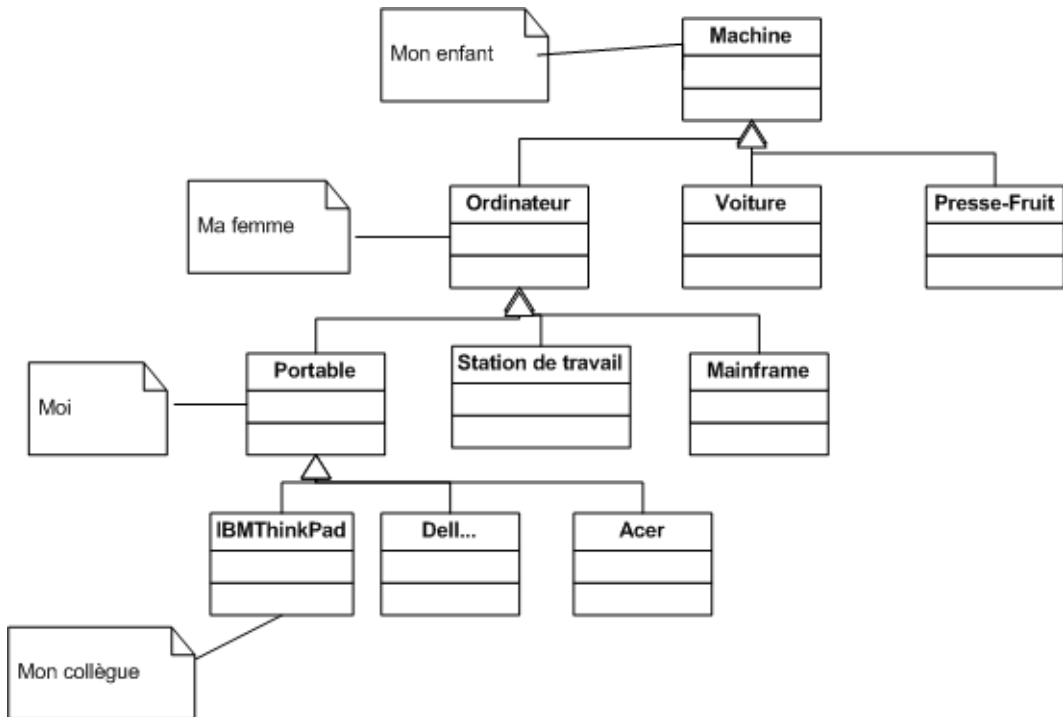 Mon enfant
Machine
Ma femme
Ordinateur
Voiture
Presse-Fruit
Moi
Portable
Station de travail
Mainframe
IBMThinkPad
Dell...
Acer
Mon collègue